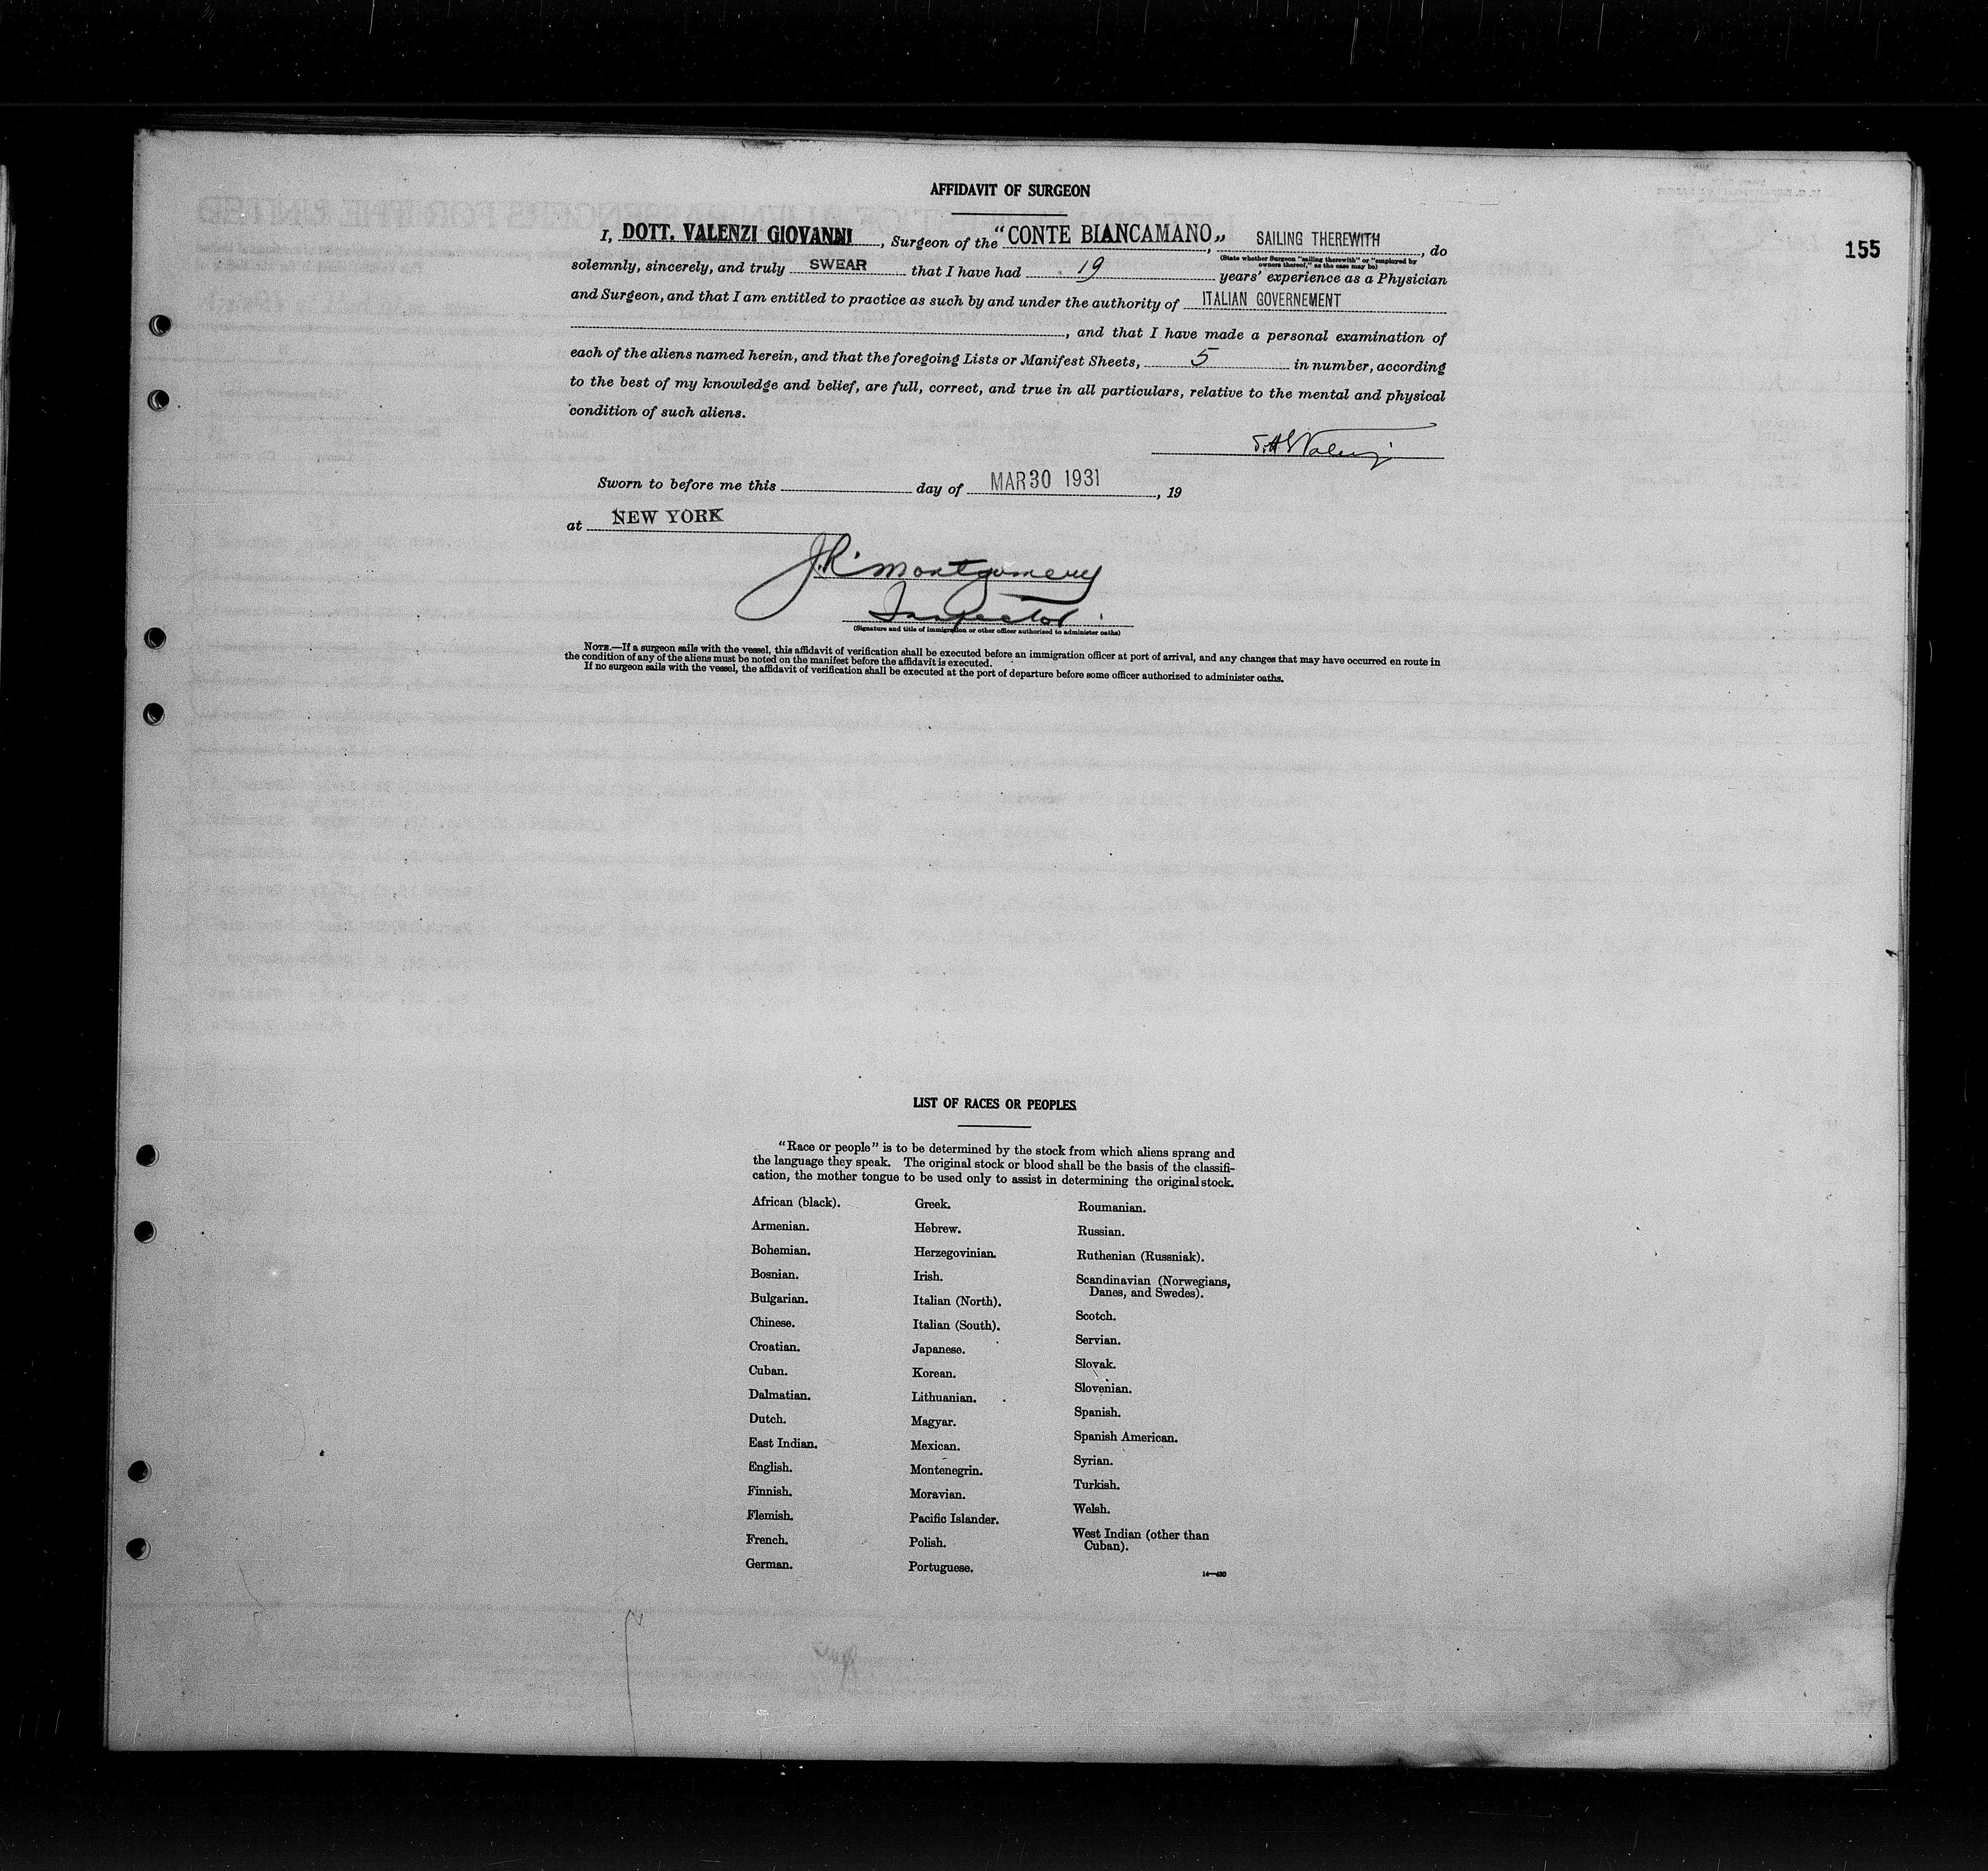 AFFIDAVIT OF SURGEON
155
I, DOTT. VALENZI GIOVANNI, Surgeon of the "CONTE BIANCAMANO", SAILING THEREWITH, do
(State whether Surgeon "sailing therewith" or "employed by owners thereof," as the case may be)
solemnly, sincerely, and truly SWEAR that I have had 19 years' experience as a Physician
and Surgeon, and that I am entitled to practice as such by and under the authority of ITALIAN GOVERNEMENT
, and that I have made a personal examination of
each of the aliens named herein, and that the foregoing Lists or Manifest Sheets, 5 in number, according
to the best of my knowledge and belief, are full, correct, and true in all particulars, relative to the mental and physical
condition of such aliens.
Sworn to before me this day of MAR 30 1931, 19
at NEW YORK
J.R. Montgomery
Inspector
(Signature and title of immigration or other officer authorized to administer oaths)
NOTE.—If a surgeon sails with the vessel, this affidavit of verification shall be executed before an immigration officer at port of arrival, and any changes that may have occurred en route in
the condition of any of the aliens must be noted on the manifest before the affidavit is executed.
If no surgeon sails with the vessel, the affidavit of verification shall be executed at the port of departure before some officer authorized to administer oaths.
LIST OF RACES OR PEOPLES
"Race or people" is to be determined by the stock from which aliens sprang and
the language they speak. The original stock or blood shall be the basis of the classifi-
cation, the mother tongue to be used only to assist in determining the original stock.
African (black).
Armenian.
Bohemian.
Bosnian.
Bulgarian.
Chinese.
Croatian.
Cuban.
Dalmatian.
Dutch.
East Indian.
English.
Finnish.
Flemish.
French.
German.
Greek.
Hebrew.
Herzegovinian.
Irish.
Italian (North).
Italian (South).
Japanese.
Korean.
Lithuanian.
Magyar.
Mexican.
Montenegrin.
Moravian.
Pacific Islander.
Polish.
Portuguese.
Roumanian.
Russian.
Ruthenian (Russniak).
Scandinavian (Norwegians,
Danes, and Swedes).
Scotch.
Servian.
Slovak.
Slovenian.
Spanish.
Spanish American.
Syrian.
Turkish.
Welsh.
West Indian (other than
Cuban).